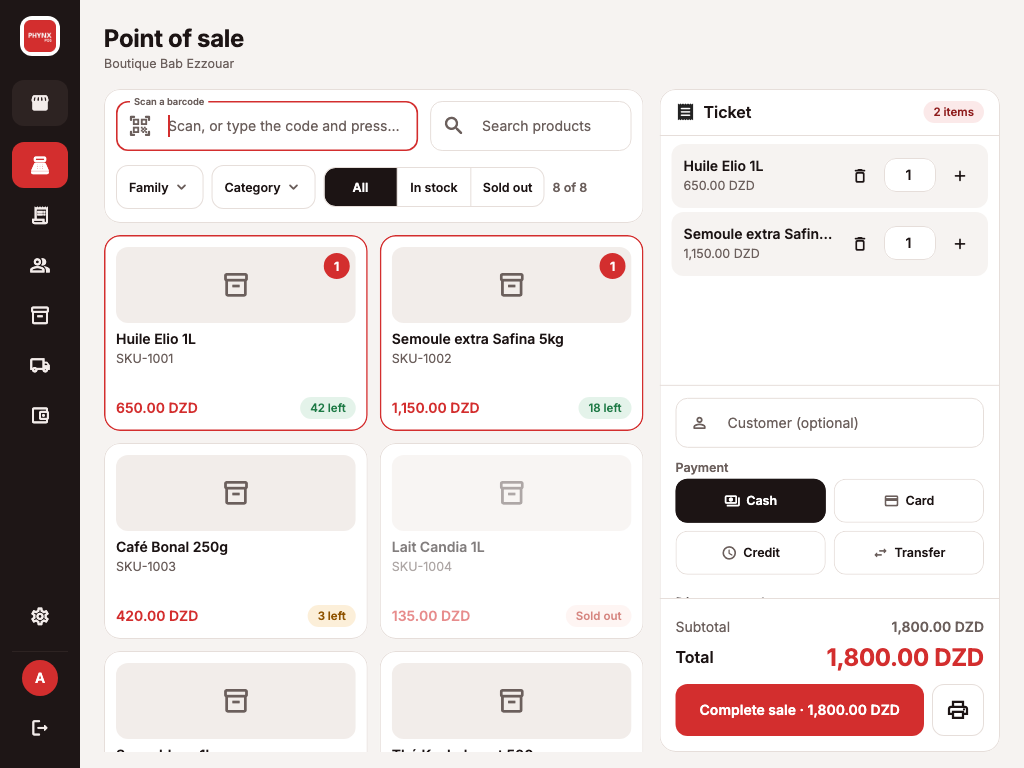 PHYNX
Point of sale
Boutique Bab Ezzouar
Scan a barcode
Scan, or type the code and press...
Search products
Family
Category
All
In stock
Sold out
8 of 8
1
Huile Elio 1L
SKU-1001
650.00 DZD
42 left
1
Semoule extra Safina 5kg
SKU-1002
1,150.00 DZD
18 left
Café Bonal 250g
SKU-1003
420.00 DZD
3 left
Lait Candia 1L
SKU-1004
135.00 DZD
Sold out
Ticket
2 items
Huile Elio 1L
650.00 DZD
1
Semoule extra Safin...
1,150.00 DZD
1
Customer (optional)
Payment
Cash
Card
Credit
Transfer
Subtotal
1,800.00 DZD
Total
1,800.00 DZD
Complete sale · 1,800.00 DZD
A